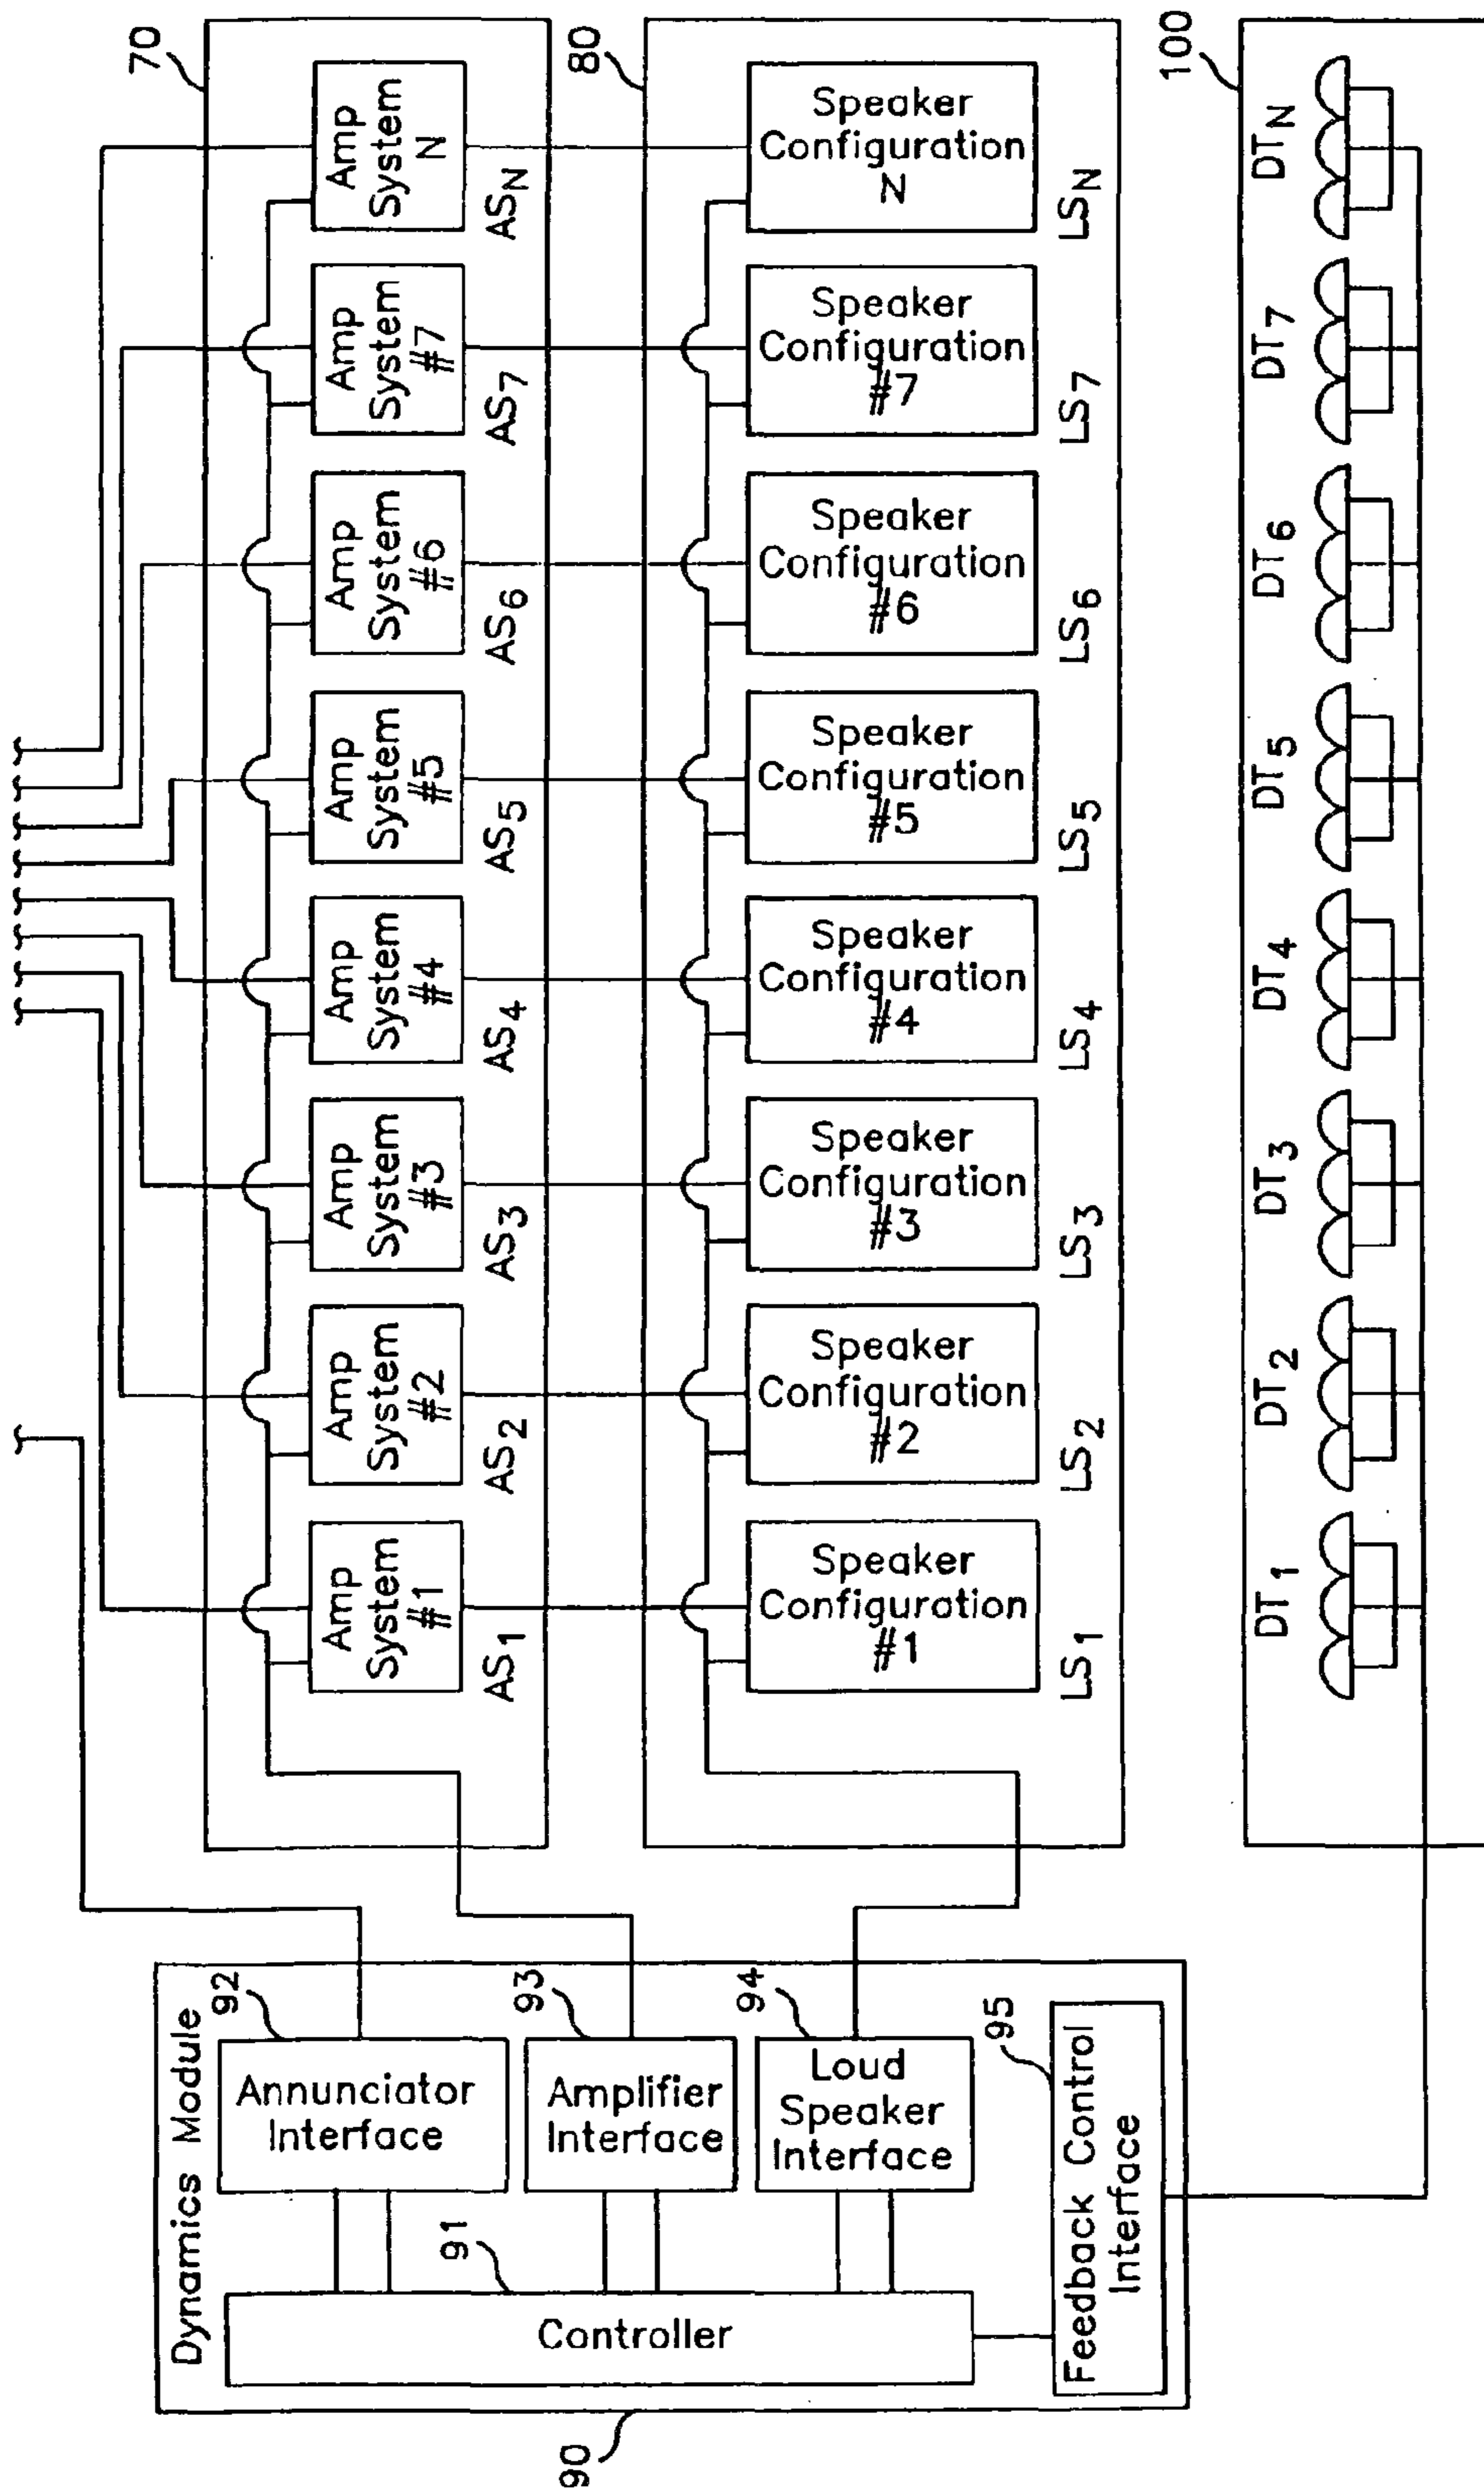 Dynamics Module
90
91
Controller
92
Annunciator
Interface
93
Amplifier
Interface
94
Loud
Speaker
Interface
95
Feedback Control
Interface
70
Amp
System
#1
AS1
Amp
System
#2
AS2
Amp
System
#3
AS3
Amp
System
#4
AS4
Amp
System
#5
AS5
Amp
System
#6
AS6
Amp
System
#7
AS7
Amp
System
N
ASN
80
Speaker
Configuration
#1
LS1
Speaker
Configuration
#2
LS2
Speaker
Configuration
#3
LS3
Speaker
Configuration
#4
LS4
Speaker
Configuration
#5
LS5
Speaker
Configuration
#6
LS6
Speaker
Configuration
#7
LS7
Speaker
Configuration
N
LSN
100
DT1
DT2
DT3
DT4
DT5
DT6
DT7
DTN